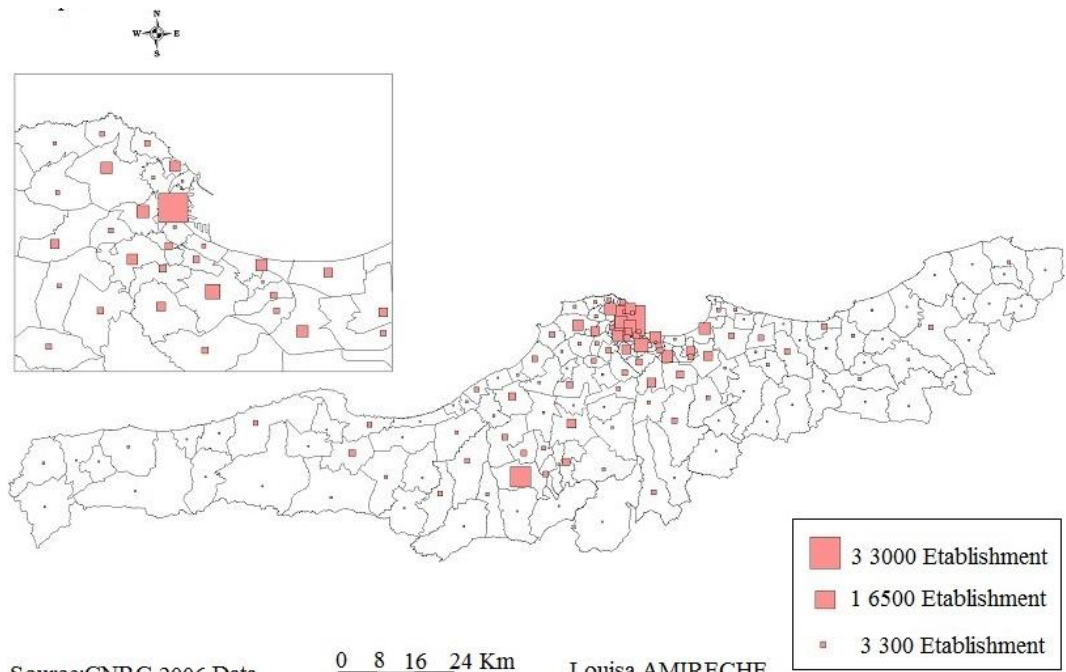 N
W E
S
3 3000 Etablishment
1 6500 Etablishment
3 300 Etablishment
0 8 16 24 Km
Source:CNRC 2006 Data
Louisa AMIRECHE